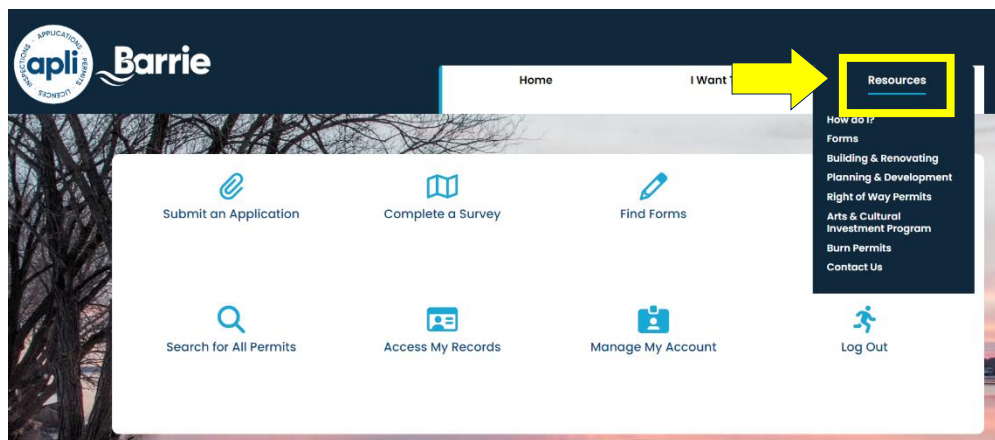 APPLICATIONS · PERMITS · LICENCES · INSPECTIONS ·
apli
Barrie
Home
I Want
Resources
How do I?
Forms
Building & Renovating
Planning & Development
Right of Way Permits
Arts & Cultural
Investment Program
Burn Permits
Contact Us
Submit an Application
Complete a Survey
Find Forms
Search for All Permits
Access My Records
Manage My Account
Log Out